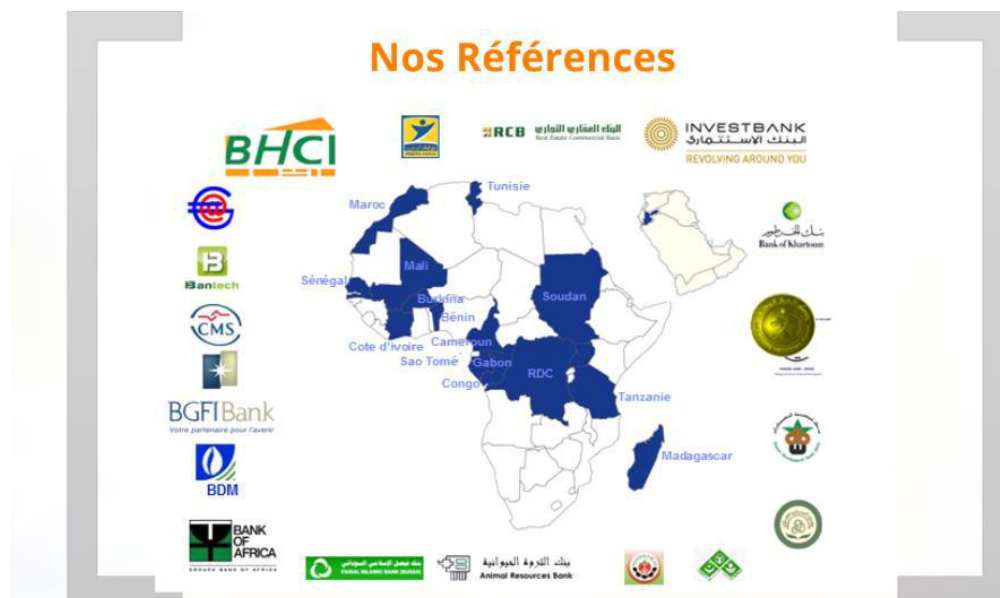 Nos Références
BHCI
RCB البنك العقاري التجاري
Real Estate Commercial Bank
INVESTBANK
البنك الاستثماري
REVOLVING AROUND YOU
Tunisie
Maroc
بنك الخرطوم
Bank of Khartoum
Bantech
Mali
Sénégal
Burkina
Soudan
Bénin
CMS
Cameroun
Cote d'ivoire
Sao Tomé
Gabon
Congo
RDC
Tanzanie
BGFIBank
Votre partenaire pour l'avenir
Madagascar
BDM
BANK
OF
AFRICA
GROUPE BANK OF AFRICA
بنك فيصل الإسلامي السوداني
FAISAL ISLAMIC BANK (SUDAN)
بنك الثروة الحيوانية
Animal Resources Bank